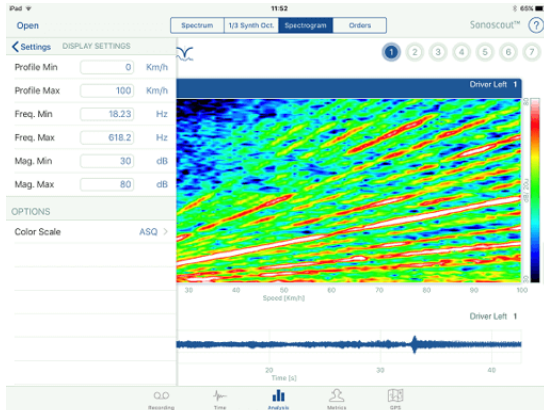 iPad 11:52 65%
Open Spectrum 1/3 Synth Oct. Spectrogram Orders Sonoscout™ ?
Settings DISPLAY SETTINGS 1 2 3 4 5 6 7
Profile Min 0 Km/h
Profile Max 100 Km/h
Driver Left 1
Freq. Min 18.23 Hz
Freq. Max 618.2 Hz
Mag. Min 30 dB
Mag. Max 80 dB
OPTIONS
Color Scale ASQ
30 40 50 60 70 80 90 100
Speed [Km/h]
80
dB 20u
30
Driver Left 1
20 30 40
Time [s]
Recording Time Analysis Metrics GPS